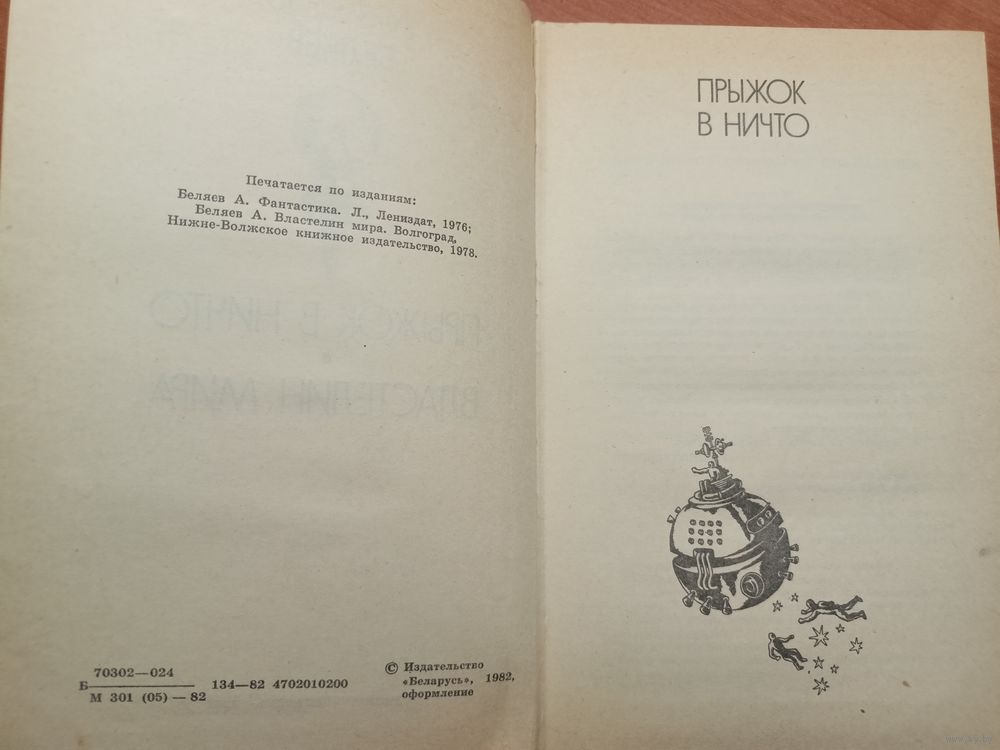 Печатается по изданиям:
Беляев А. Фантастика. Л., Лениздат, 1976;
Беляев А. Властелин мира. Волгоград,
Нижне-Волжское книжное издательство, 1978.
70302—024
Б———— 134—82 4702010200
М 301 (05)—82
© Издательство
«Беларусь», 1982,
оформление
ПРЫЖОК
В НИЧТО